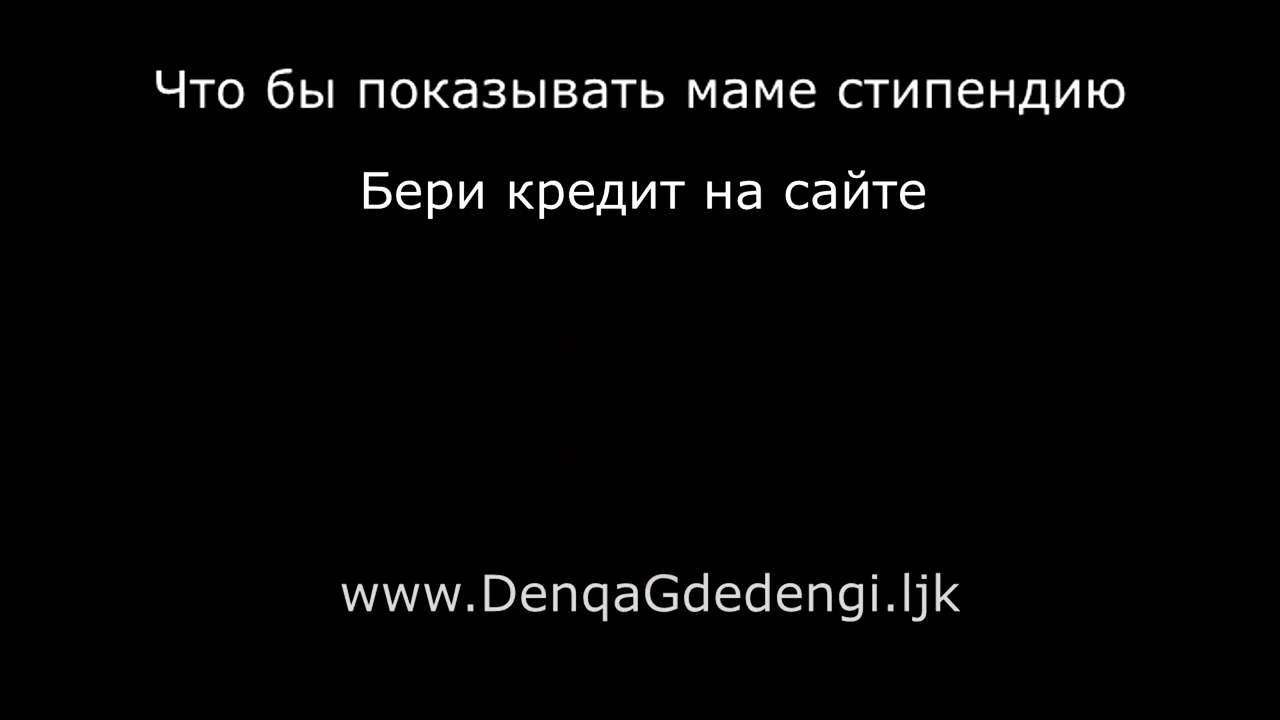 Что бы показывать маме стипендию
Бери кредит на сайте
www.DenqaGdedengi.ljk